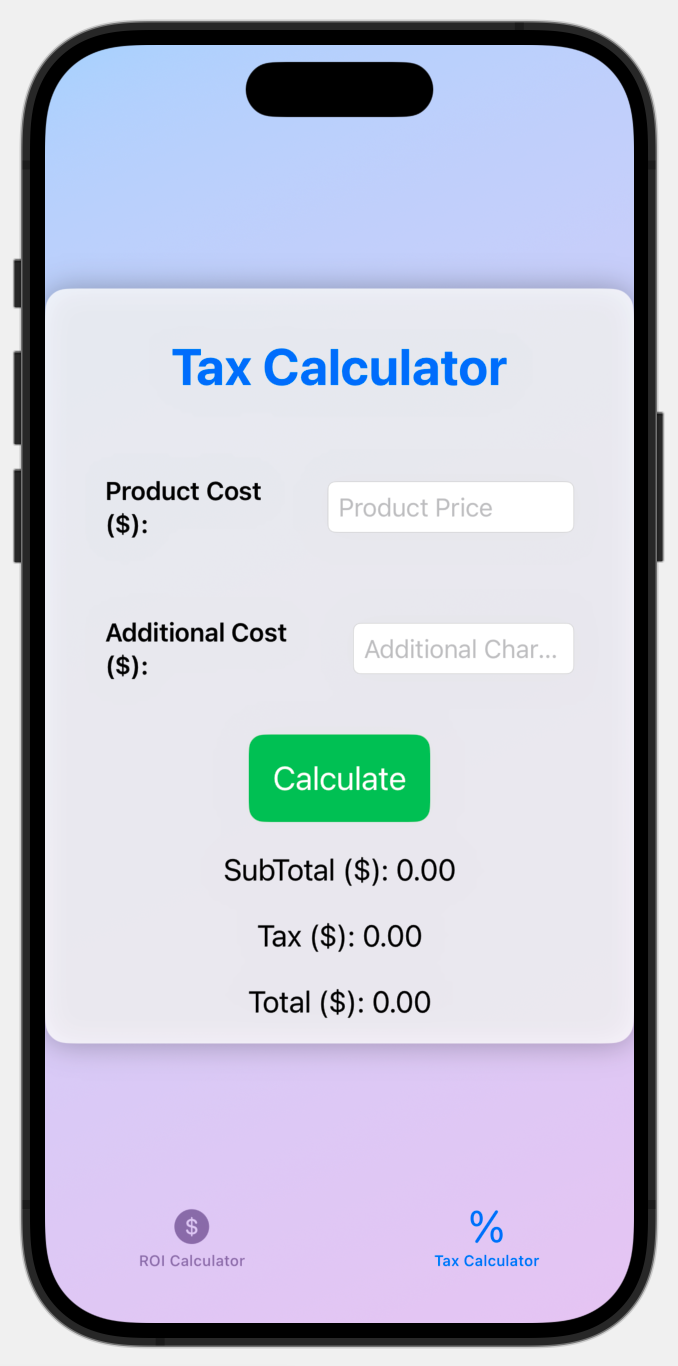 Tax Calculator
Product Cost
($):
Product Price
Additional Cost
($):
Additional Char...
Calculate
SubTotal ($): 0.00
Tax ($): 0.00
Total ($): 0.00
$
%
ROI Calculator
Tax Calculator